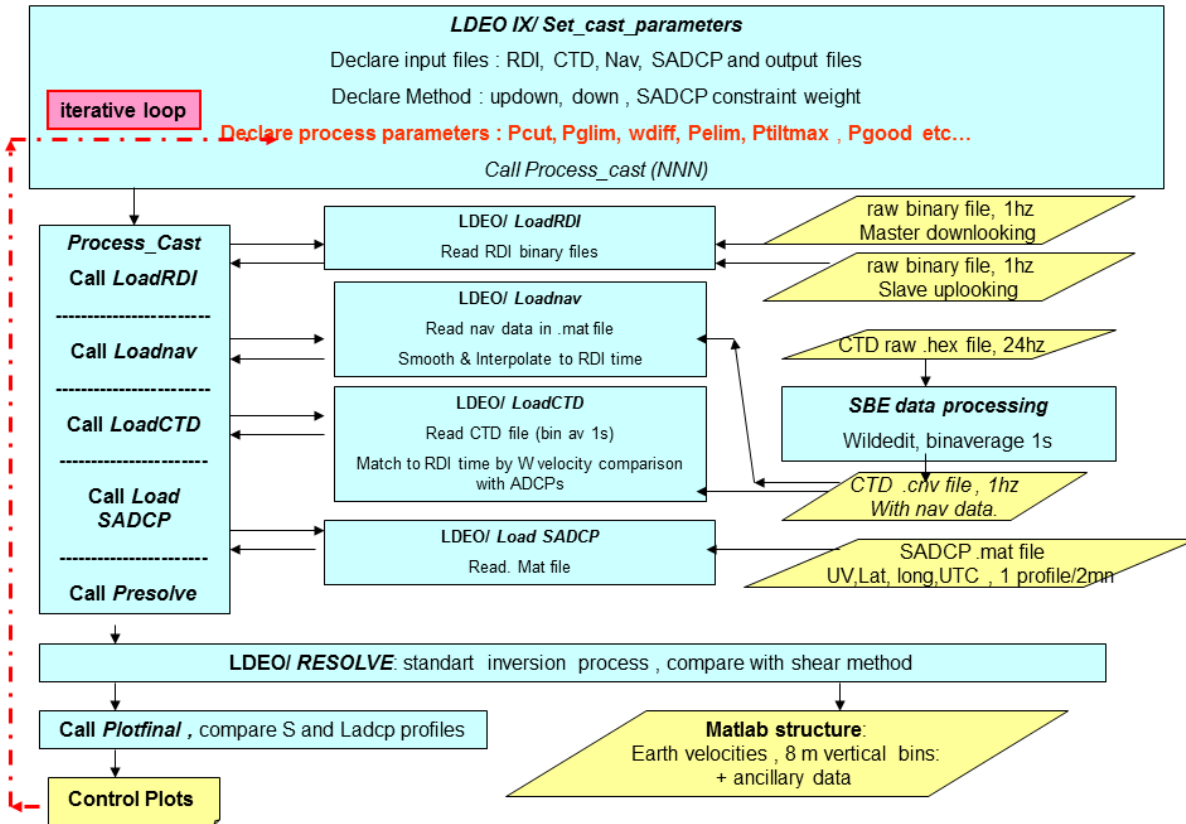 LDEO IX/ Set_cast_parameters
Declare input files : RDI, CTD, Nav, SADCP and output files
Declare Method : updown, down , SADCP constraint weight
iterative loop
Declare process parameters : Pcut, Pglim, wdiff, Pelim, Ptiltmax , Pgood etc…
Call Process_cast (NNN)
Process_Cast
Call LoadRDI
------------------------
Call Loadnav
------------------------
Call LoadCTD
-----------------------
Call Load
SADCP
-----------------------
Call Presolve
LDEO/ LoadRDI
Read RDI binary files
LDEO/ Loadnav
Read nav data in .mat file
Smooth & Interpolate to RDI time
LDEO/ LoadCTD
Read CTD file (bin av 1s)
Match to RDI time by W velocity comparison
with ADCPs
LDEO/ Load SADCP
Read. Mat file
raw binary file, 1hz
Master downlooking
raw binary file, 1hz
Slave uplooking
CTD raw .hex file, 24hz
SBE data processing
Wildedit, binaverage 1s
CTD .cnv file , 1hz
With nav data.
SADCP .mat file
UV,Lat, long,UTC , 1 profile/2mn
LDEO/ RESOLVE: standart inversion process , compare with shear method
Call Plotfinal , compare S and Ladcp profiles
Control Plots
Matlab structure:
Earth velocities , 8 m vertical bins:
+ ancillary data